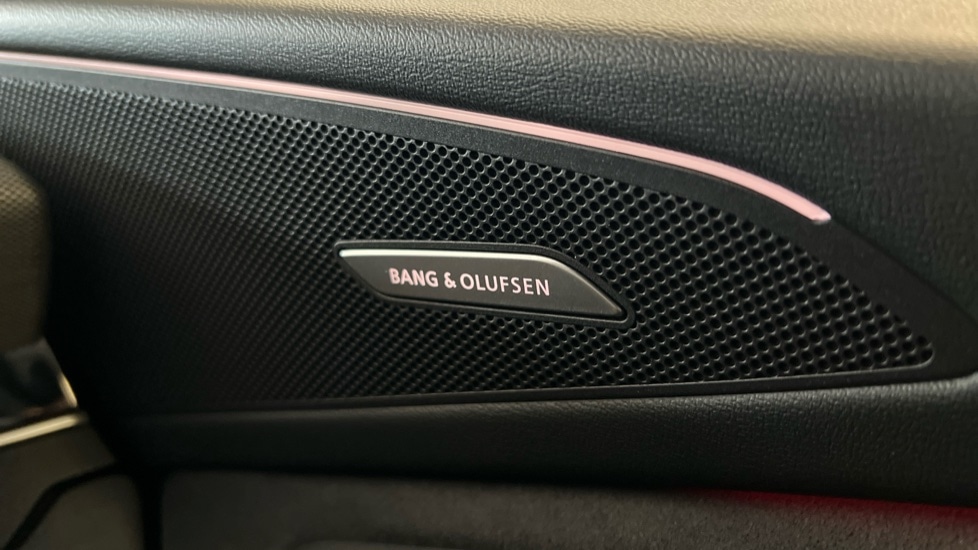 BANG & OLUFSEN